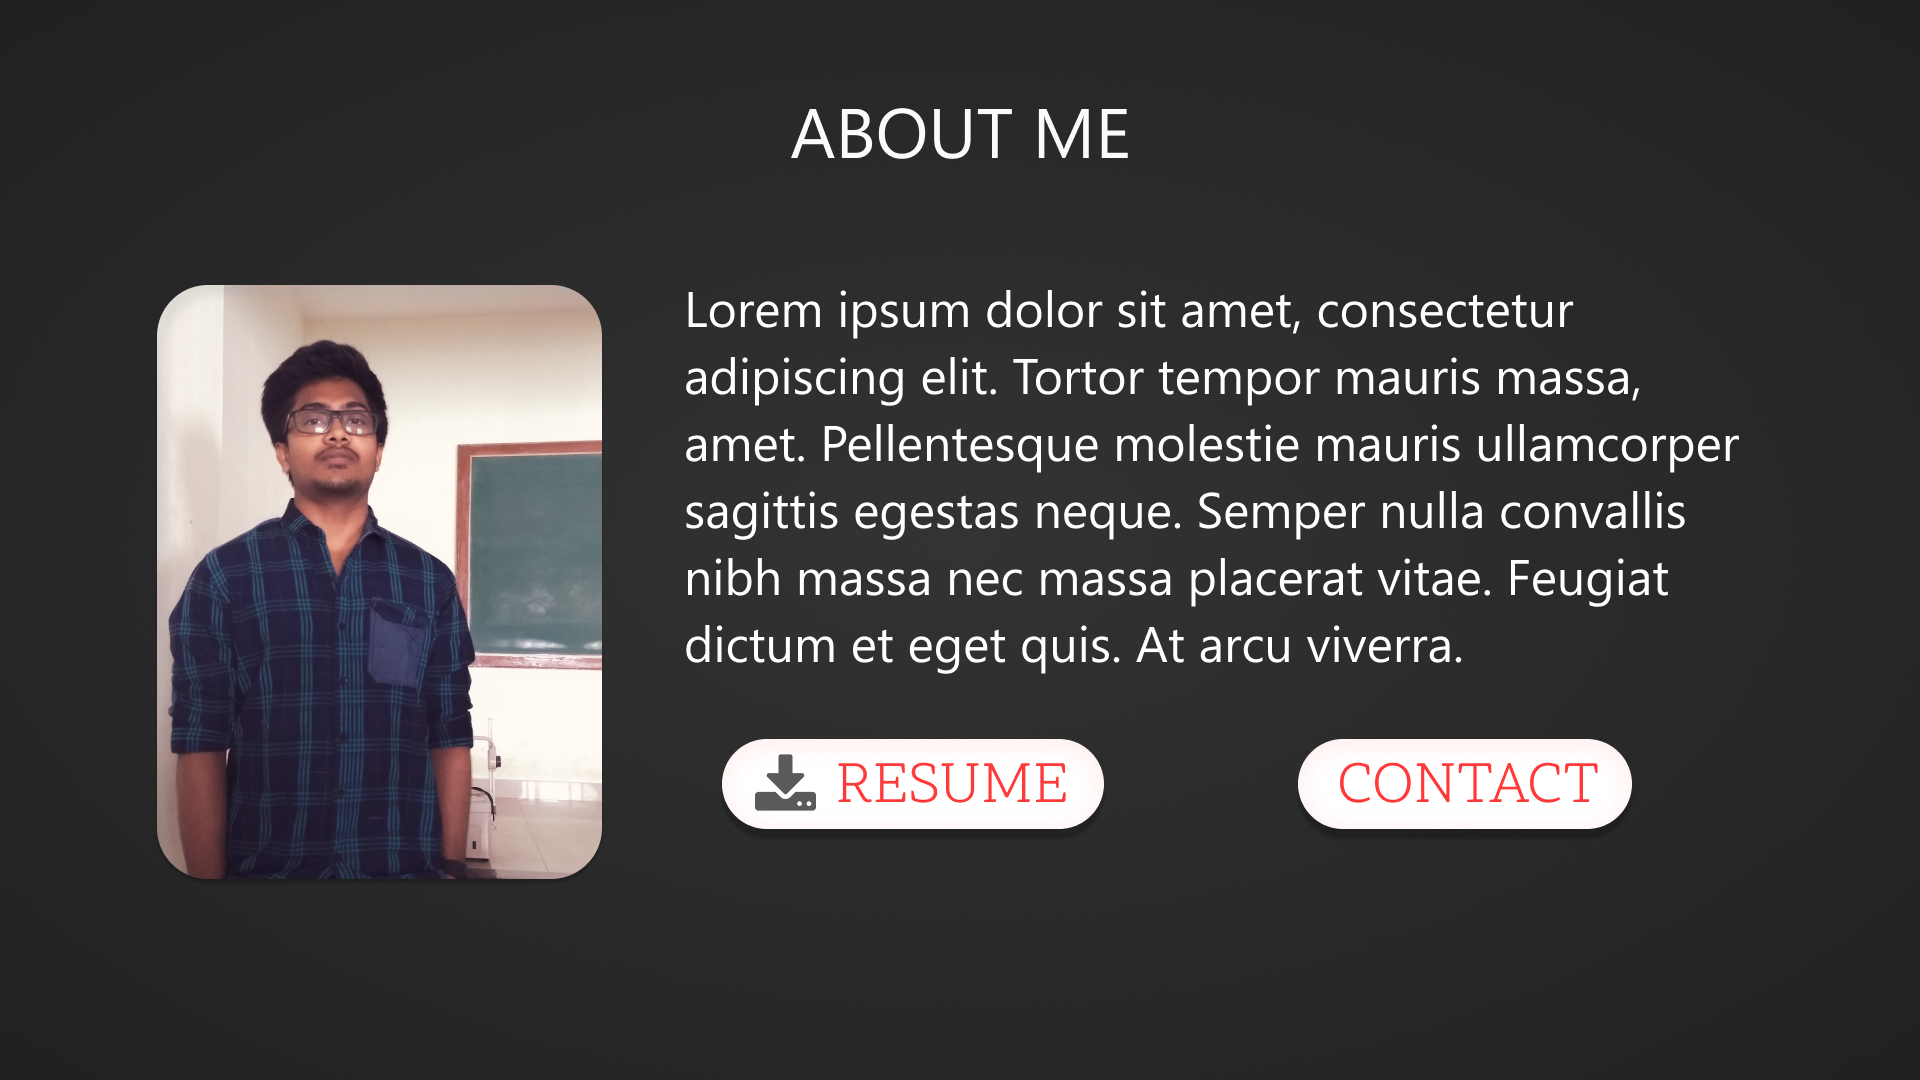 ABOUT ME
Lorem ipsum dolor sit amet, consectetur
adipiscing elit. Tortor tempor mauris massa,
amet. Pellentesque molestie mauris ullamcorper
sagittis egestas neque. Semper nulla convallis
nibh massa nec massa placerat vitae. Feugiat
dictum et eget quis. At arcu viverra.
RESUME
CONTACT